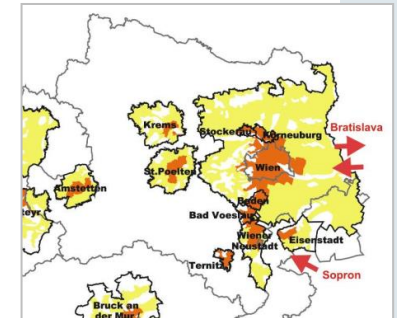 Krems
Stockerau
Korneuburg
Bratislava
Wien
St.Poelten
Amstetten
Baden
Bad Voeslau
Wiener
Neustadt
Eisenstadt
Ternitz
Sopron
Bruck an
der Mur